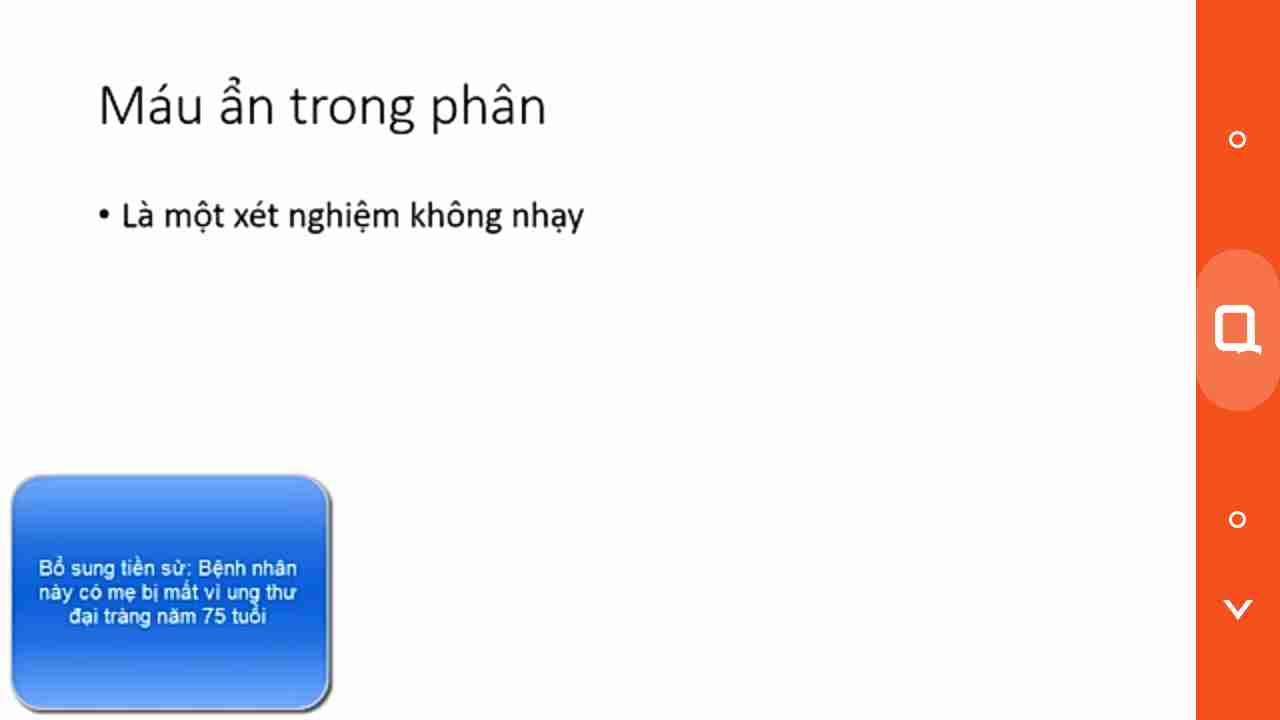 Máu ẩn trong phân
• Là một xét nghiệm không nhạy
Bổ sung tiền sử: Bệnh nhân
này có mẹ bị mất vì ung thư
đại tràng năm 75 tuổi